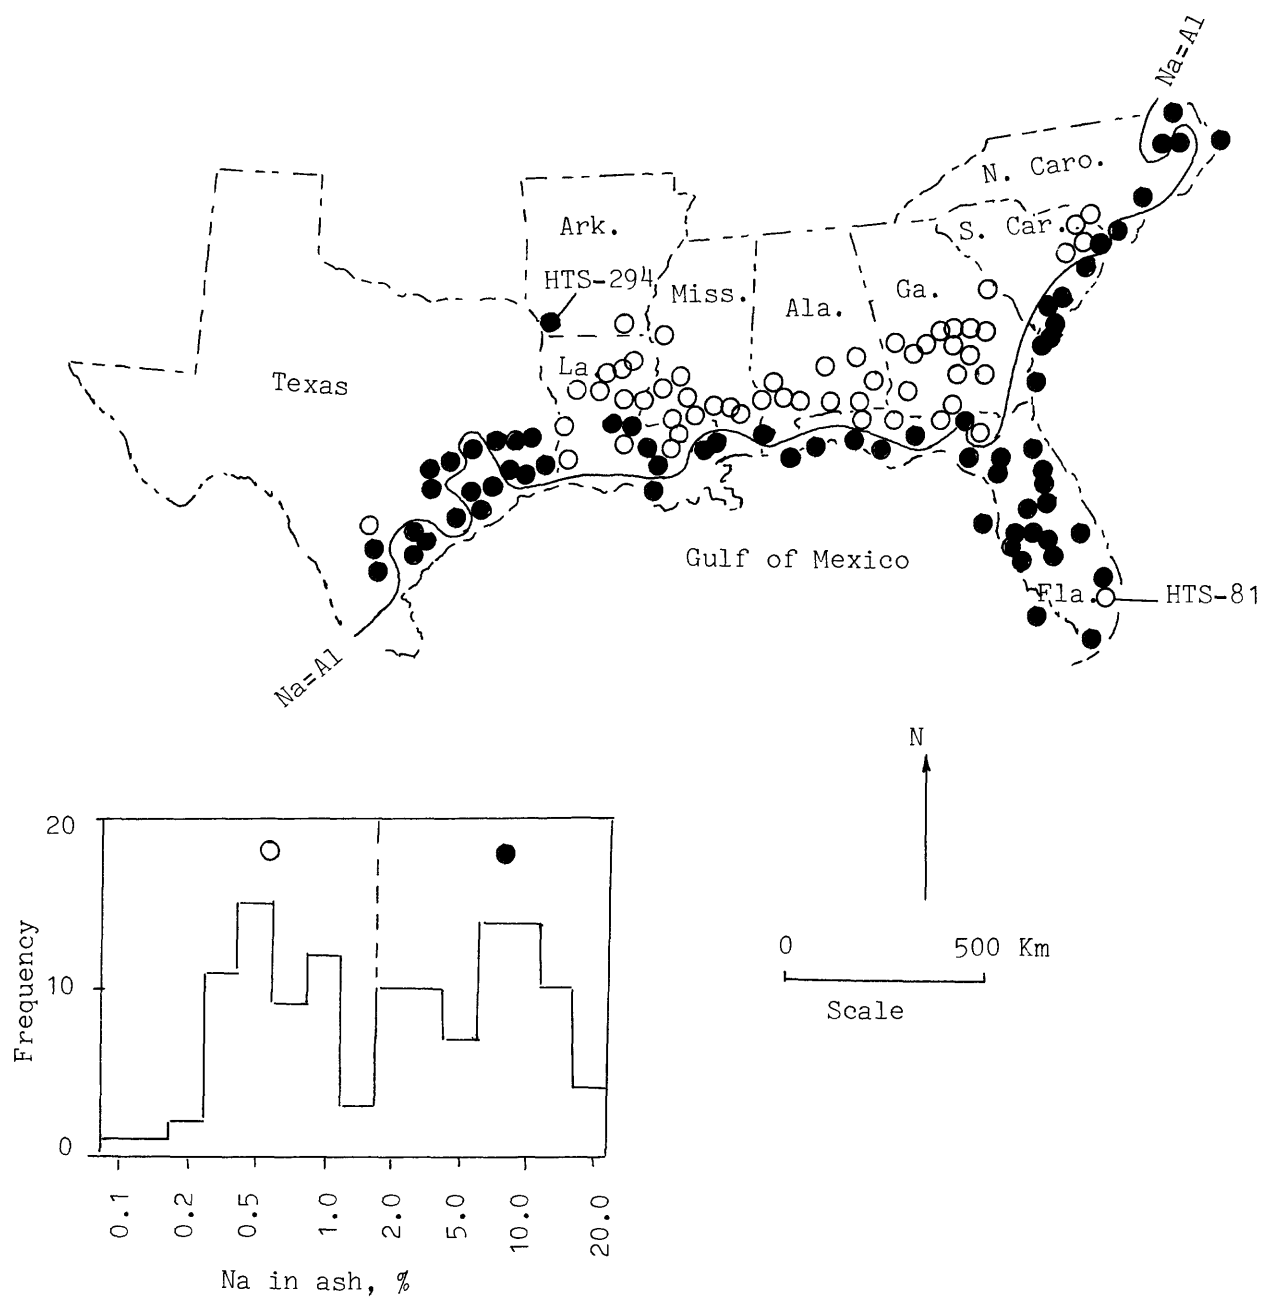 Na=Al
N. Caro.
Ark.
S. Car.
HTS-294
Miss.
Ga.
Ala.
La
Texas
Gulf of Mexico
Fla.
HTS-81
Na=Al
N
20
10
0
Frequency
0.1
0.2
0.5
1.0
2.0
5.0
10.0
20.0
Na in ash, %
0 500 Km
Scale